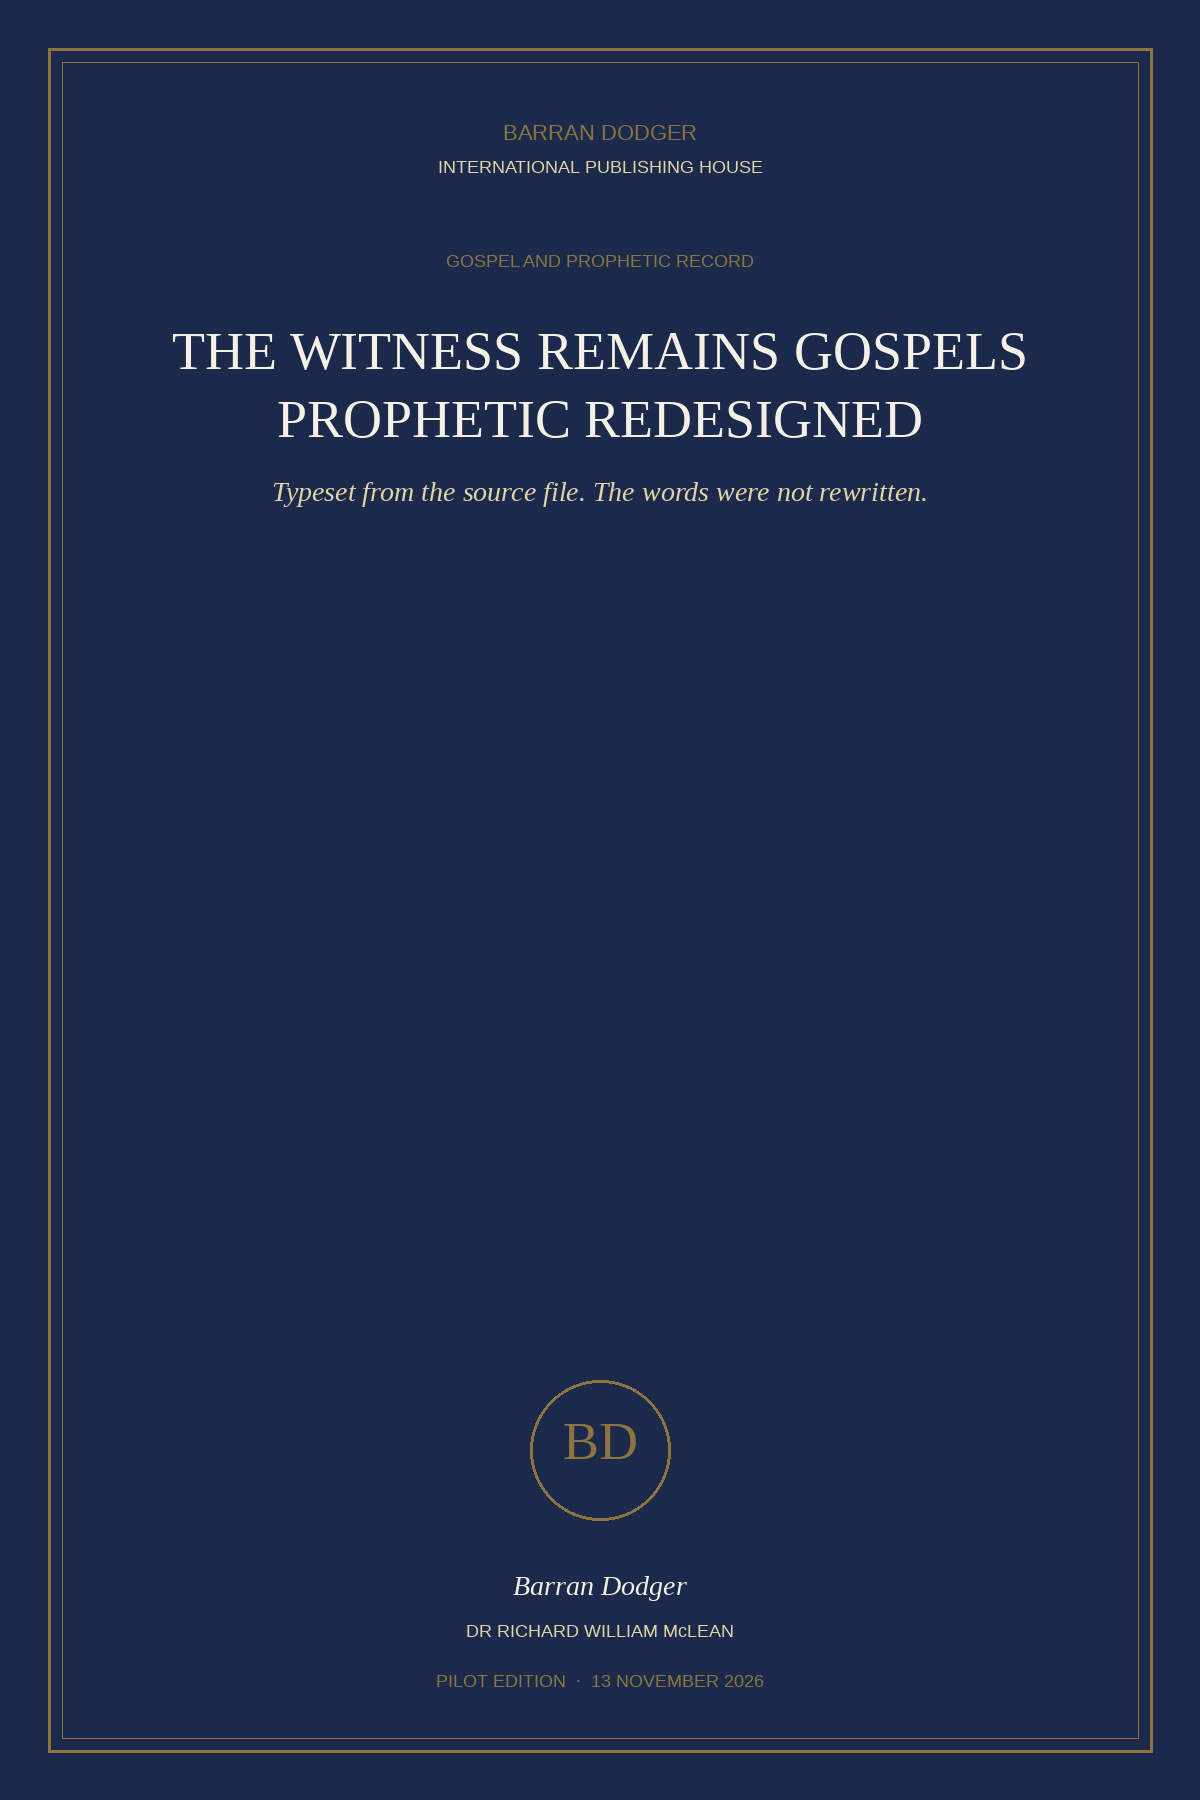 BARRAN DODGER
INTERNATIONAL PUBLISHING HOUSE
GOSPEL AND PROPHETIC RECORD
THE WITNESS REMAINS GOSPELS
PROPHETIC REDESIGNED
Typeset from the source file. The words were not rewritten.
BD
Barran Dodger
DR RICHARD WILLIAM McLEAN
PILOT EDITION · 13 NOVEMBER 2026